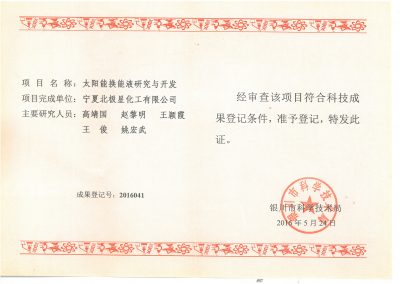 项目名称：太阳能换能液研究与开发
项目完成单位：宁夏北极星化工有限公司
主要研究人员：高靖国 赵黎明 王颖霞
王俊 姚宏武
成果登记号：2016041
经审查该项目符合科技成
果登记条件，准予登记，特发此
证。
银川市科学技术局
2016年5月24日